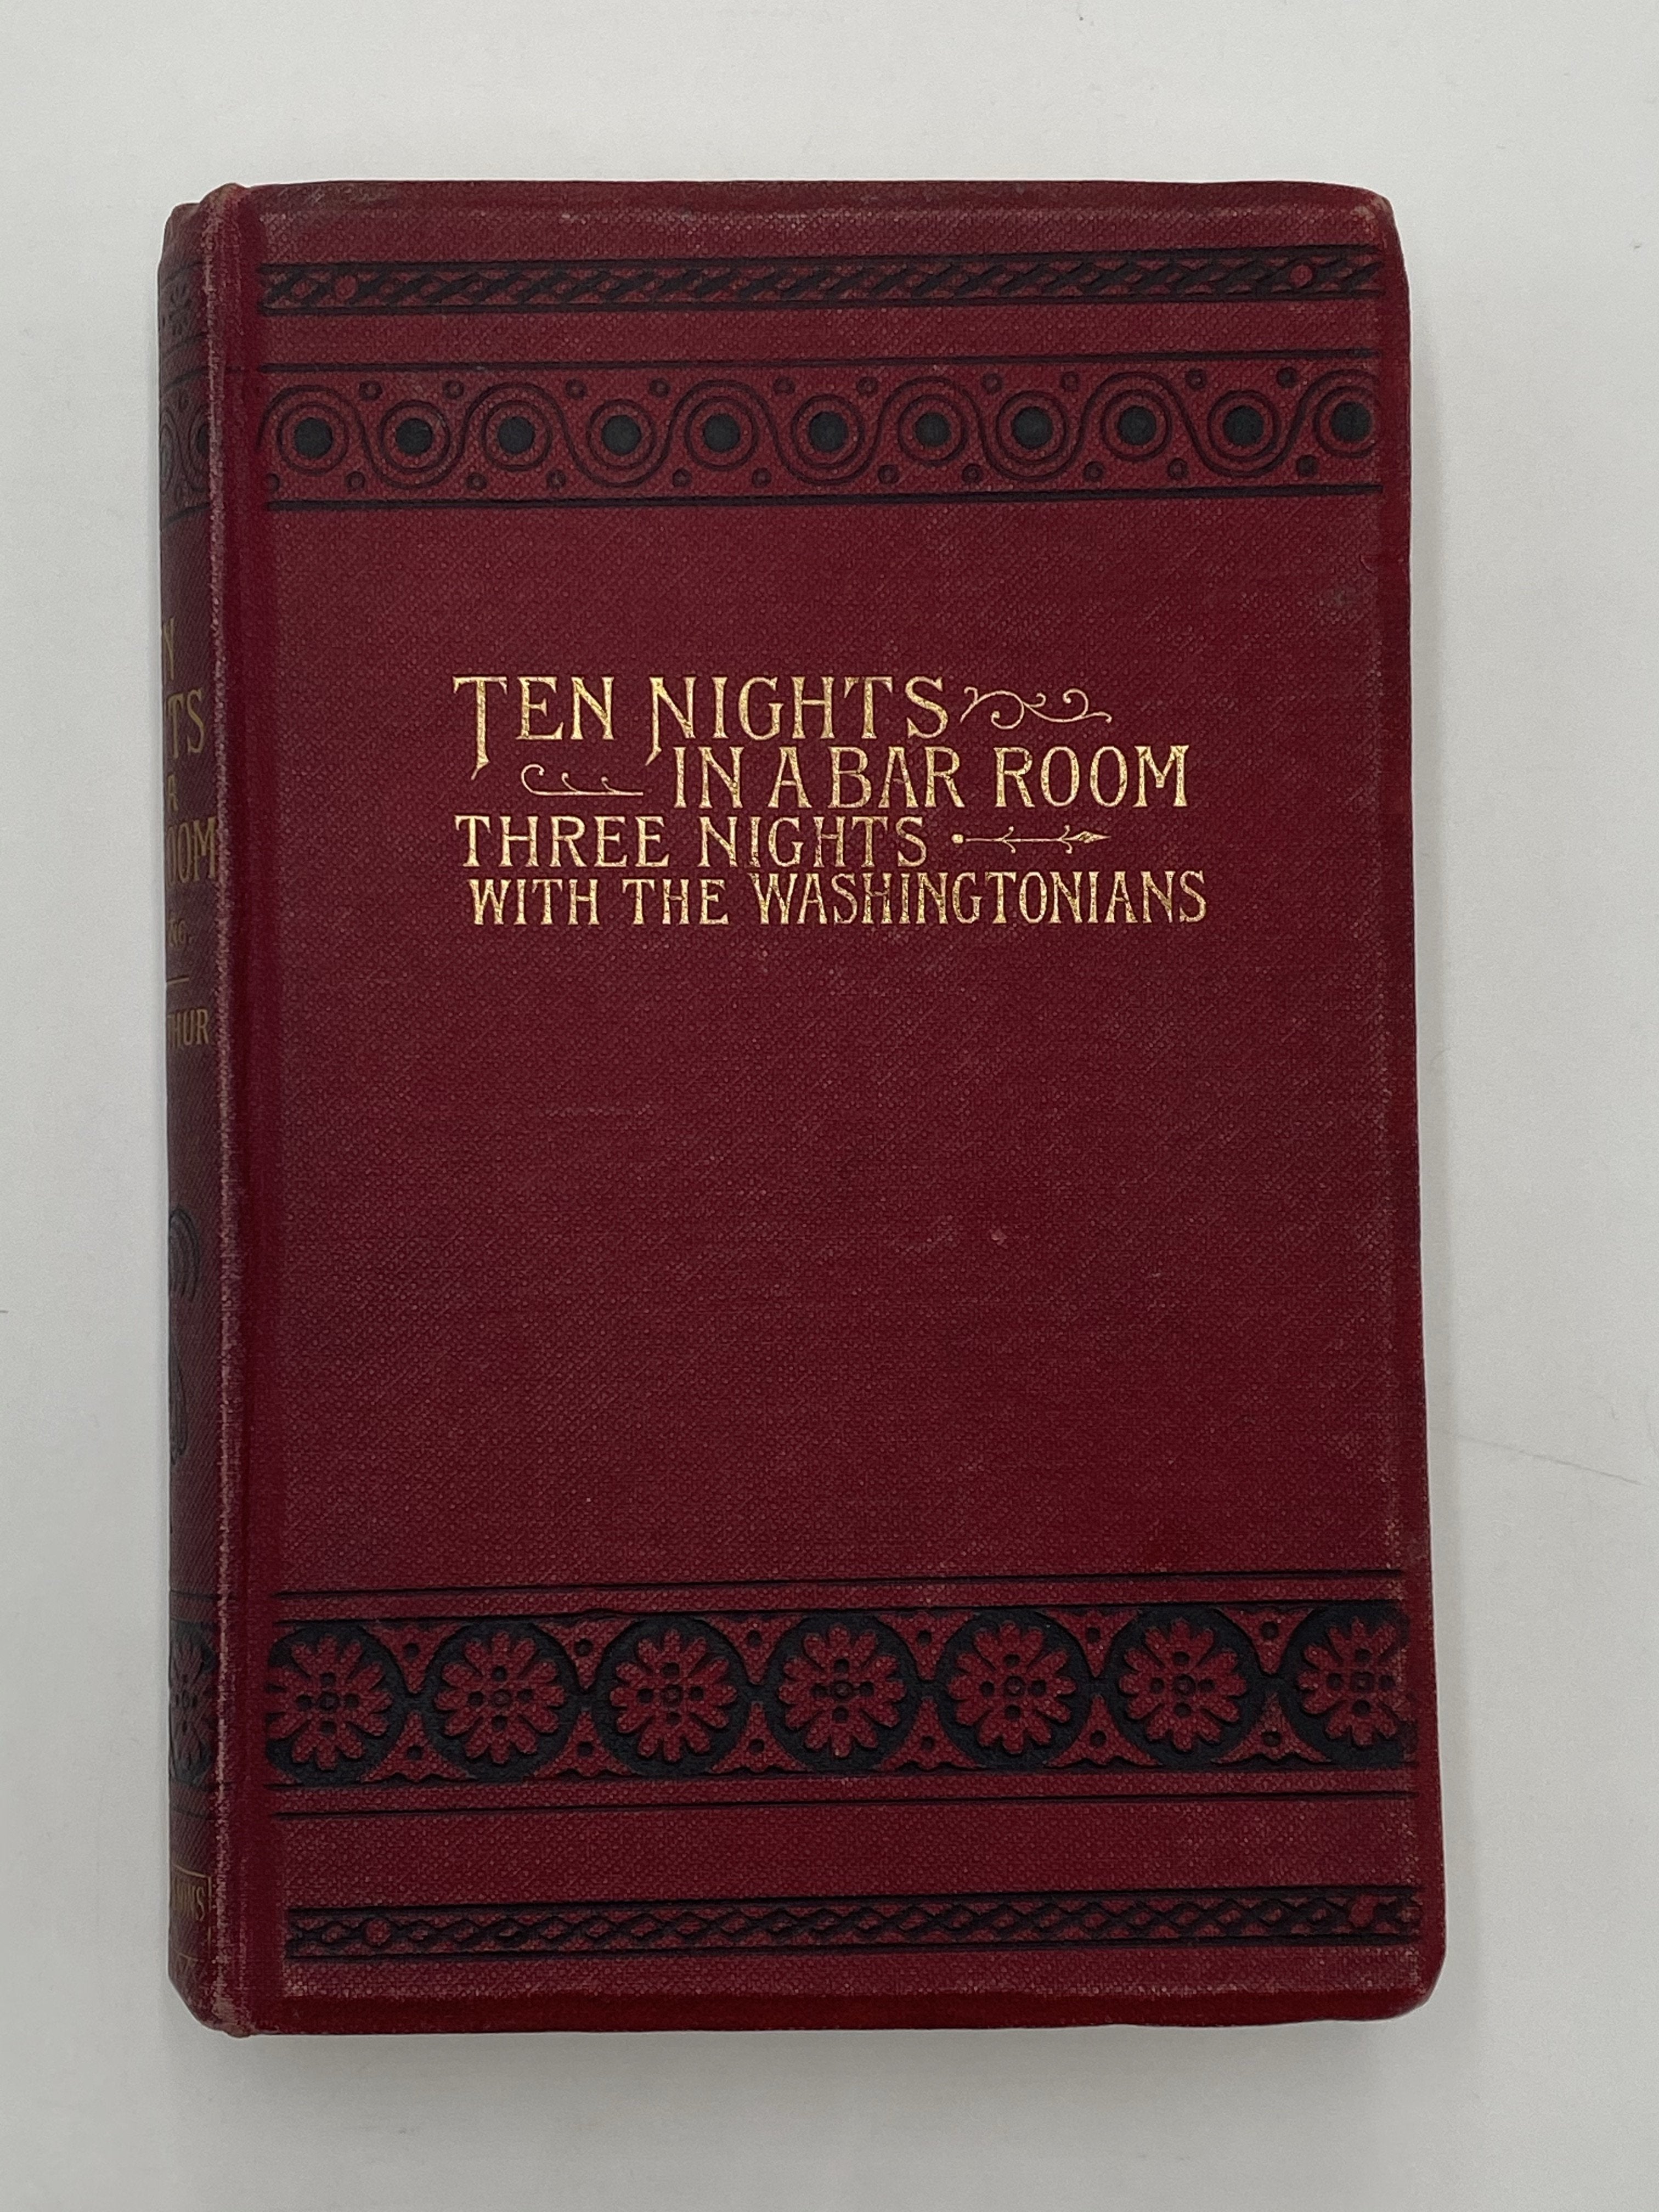 TEN NIGHTS
IN A BAR ROOM
THREE NIGHTS
WITH THE WASHINGTONIANS